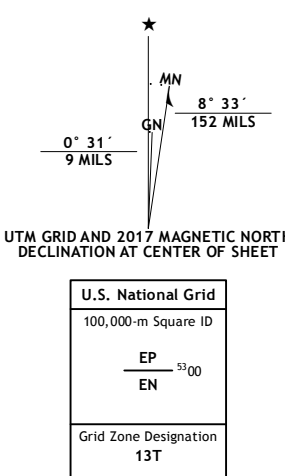 ★
MN
8° 33´
152 MILS
GN
0° 31´
9 MILS
UTM GRID AND 2017 MAGNETIC NORTH
DECLINATION AT CENTER OF SHEET
U.S. National Grid
100,000-m Square ID
EP
5300
EN
Grid Zone Designation
13T